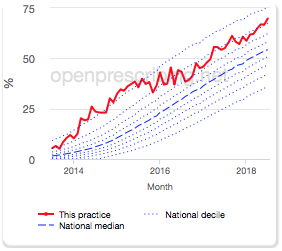 75
50
25
0
%
openprescribing.net
2014
2016
2018
Month
This practice
National decile
National median